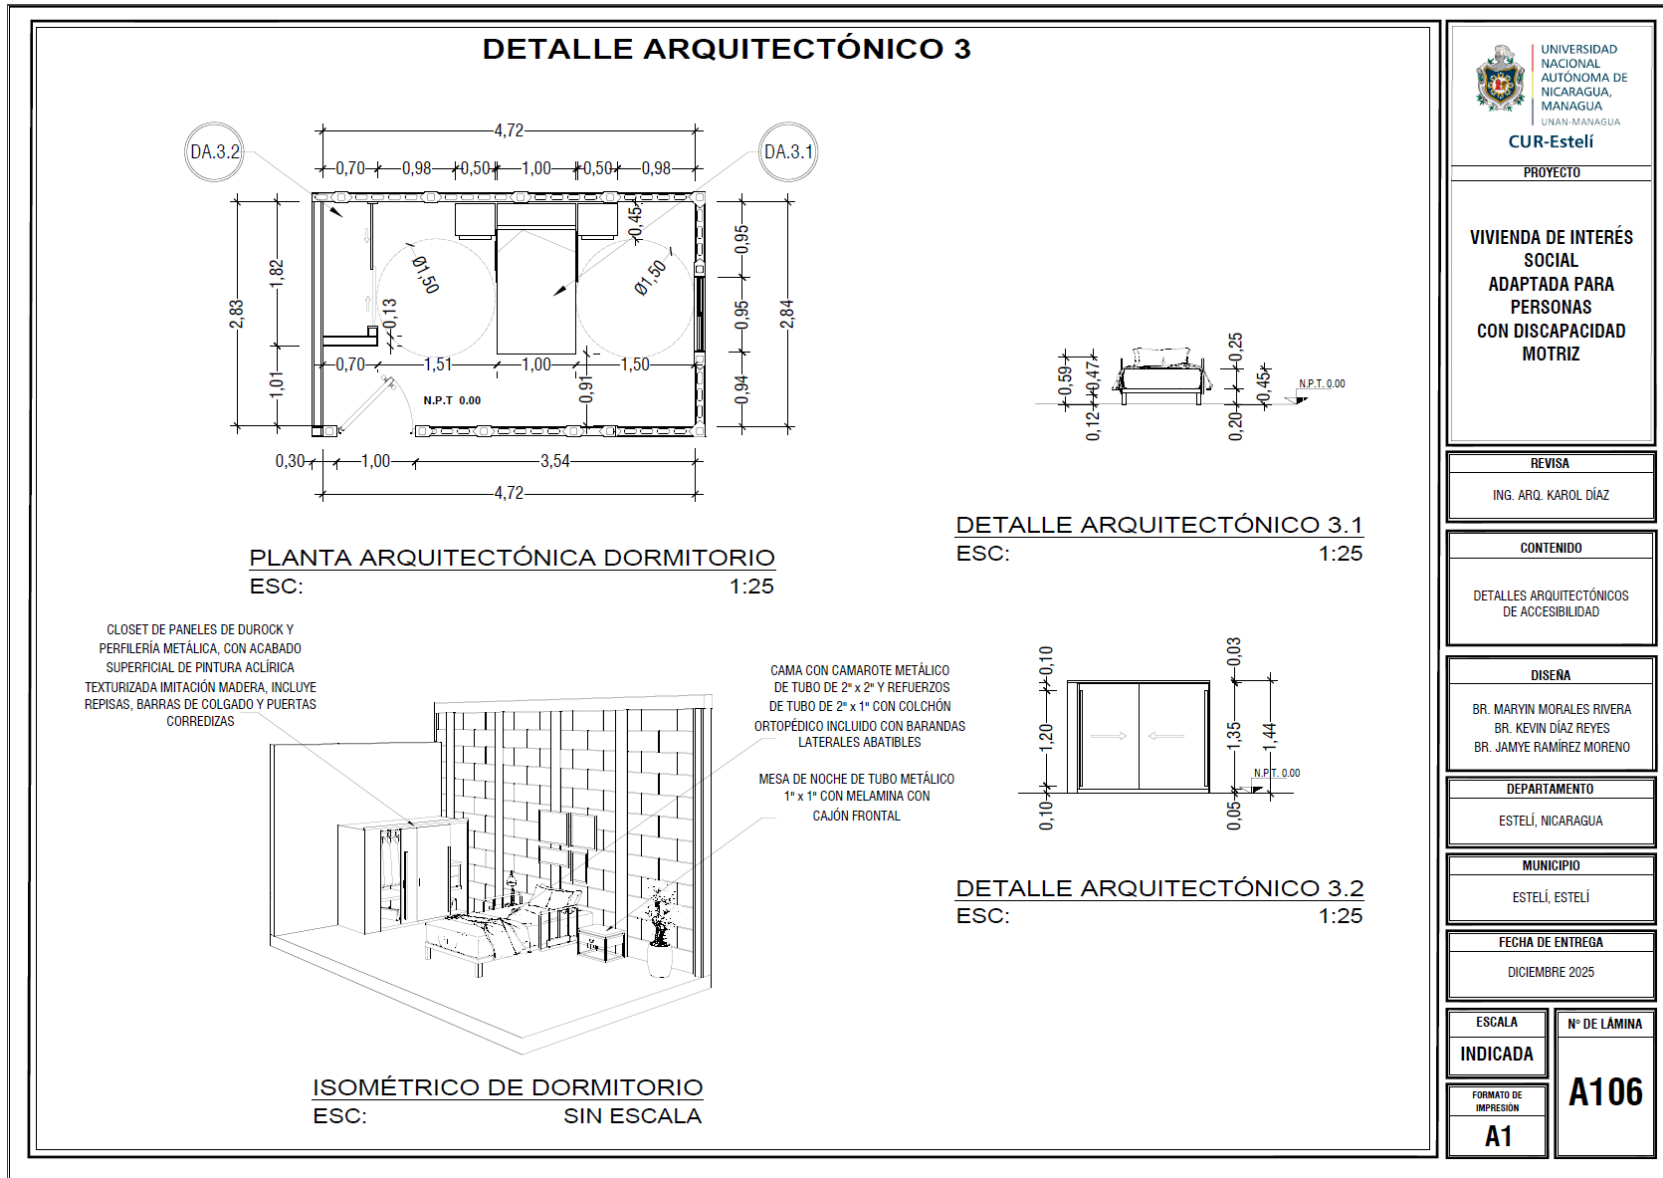 DETALLE ARQUITECTÓNICO 3
DA.3.2
DA.3.1
4,72
0,70
0,98
0,50
1,00
0,50
0,98
2,83
1,82
1,01
0,13
Ø1,50
Ø1,50
0,45
0,95
0,95
0,94
2,84
0,70
1,51
1,00
1,50
0,91
N.P.T 0.00
0,30
1,00
3,54
4,72
PLANTA ARQUITECTÓNICA DORMITORIO
ESC: 1:25
0,59
0,47
0,12
0,25
0,45
0,20
N.P.T. 0.00
DETALLE ARQUITECTÓNICO 3.1
ESC: 1:25
CLOSET DE PANELES DE DUROCK Y
PERFILERÍA METÁLICA, CON ACABADO
SUPERFICIAL DE PINTURA ACLÍRICA
TEXTURIZADA IMITACIÓN MADERA, INCLUYE
REPISAS, BARRAS DE COLGADO Y PUERTAS
CORREDIZAS
CAMA CON CAMAROTE METÁLICO
DE TUBO DE 2" x 2" Y REFUERZOS
DE TUBO DE 2" x 1" CON COLCHÓN
ORTOPÉDICO INCLUIDO CON BARANDAS
LATERALES ABATIBLES
MESA DE NOCHE DE TUBO METÁLICO
1" x 1" CON MELAMINA CON
CAJÓN FRONTAL
ISOMÉTRICO DE DORMITORIO
ESC: SIN ESCALA
0,10
1,20
0,10
0,03
1,35
1,44
0,05
N.P.T. 0.00
DETALLE ARQUITECTÓNICO 3.2
ESC: 1:25
UNIVERSIDAD
NACIONAL
AUTÓNOMA DE
NICARAGUA,
MANAGUA
UNAN-MANAGUA
CUR-Estelí
PROYECTO
VIVIENDA DE INTERÉS
SOCIAL
ADAPTADA PARA
PERSONAS
CON DISCAPACIDAD
MOTRIZ
REVISA
ING. ARQ. KAROL DÍAZ
CONTENIDO
DETALLES ARQUITECTÓNICOS
DE ACCESIBILIDAD
DISEÑA
BR. MARYIN MORALES RIVERA
BR. KEVIN DÍAZ REYES
BR. JAMYE RAMÍREZ MORENO
DEPARTAMENTO
ESTELÍ, NICARAGUA
MUNICIPIO
ESTELÍ, ESTELÍ
FECHA DE ENTREGA
DICIEMBRE 2025
ESCALA
INDICADA
FORMATO DE
IMPRESIÓN
A1
N° DE LÁMINA
A106